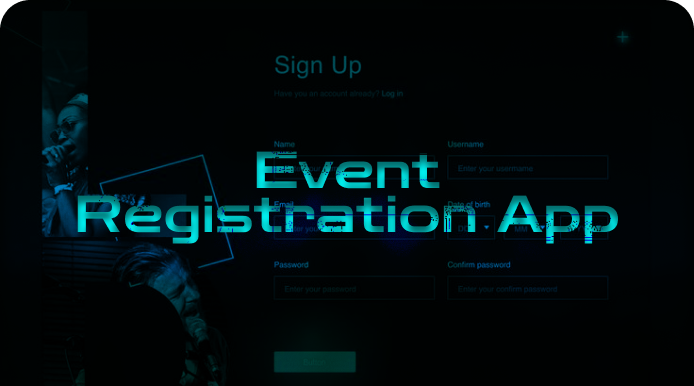 Sign Up
Have you an account already? Log in
Name
Username
Enter your username
Event
Registration App
Email
Date of birth
MM
Password
Confirm password
Enter your password
Enter your confirm password